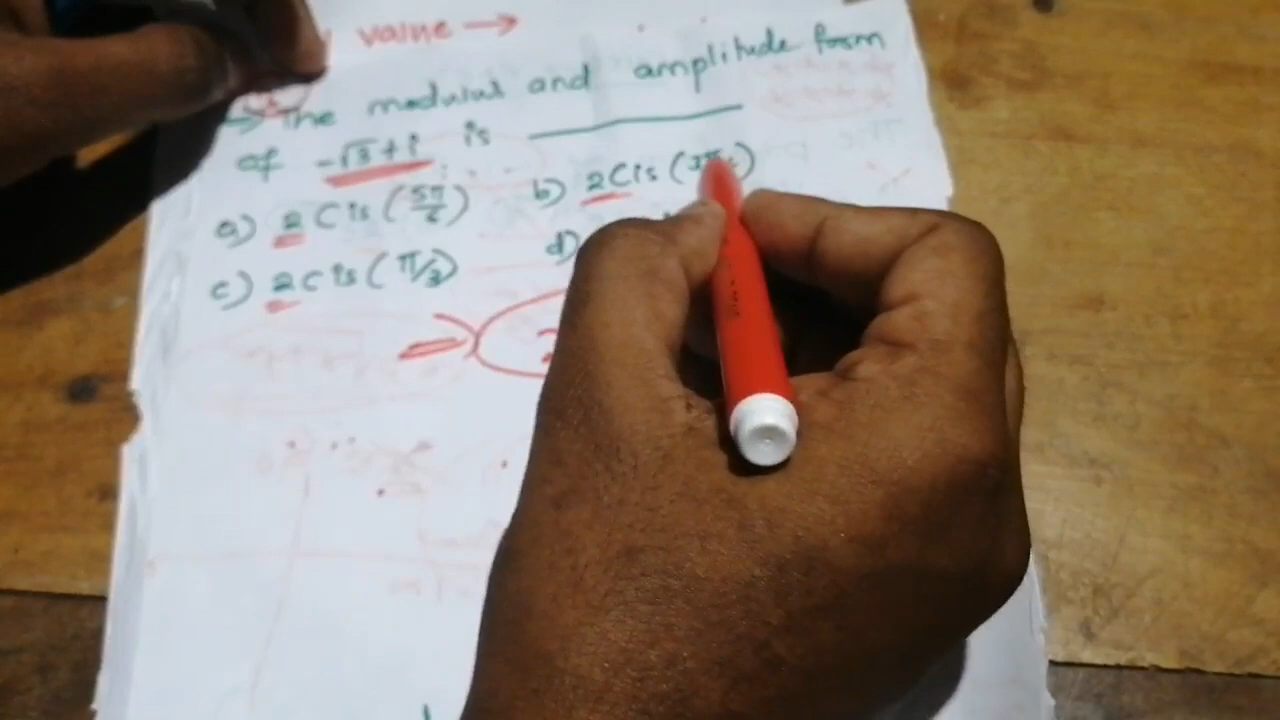 value →
→ The modulus and amplitude form
of -√3+i is ______
a) 2 Cis (5π/6) b) 2 Cis (
c) 2 Cis (π/3) d)